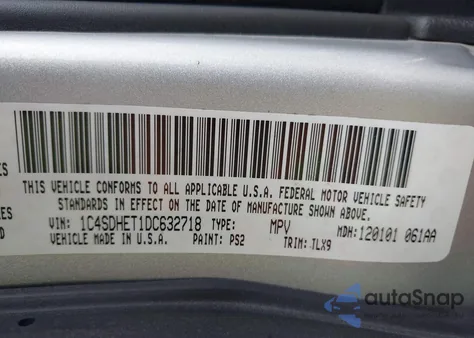 THIS VEHICLE CONFORMS TO ALL APPLICABLE U.S.A. FEDERAL MOTOR VEHICLE SAFETY
STANDARDS IN EFFECT ON THE DATE OF MANUFACTURE SHOWN ABOVE.
VIN: 1C4SDHET1DC632718 TYPE: MPV MDH: 120101 061AA
VEHICLE MADE IN U.S.A. PAINT: PS2 TRIM: TLX9
ES
autoSnap